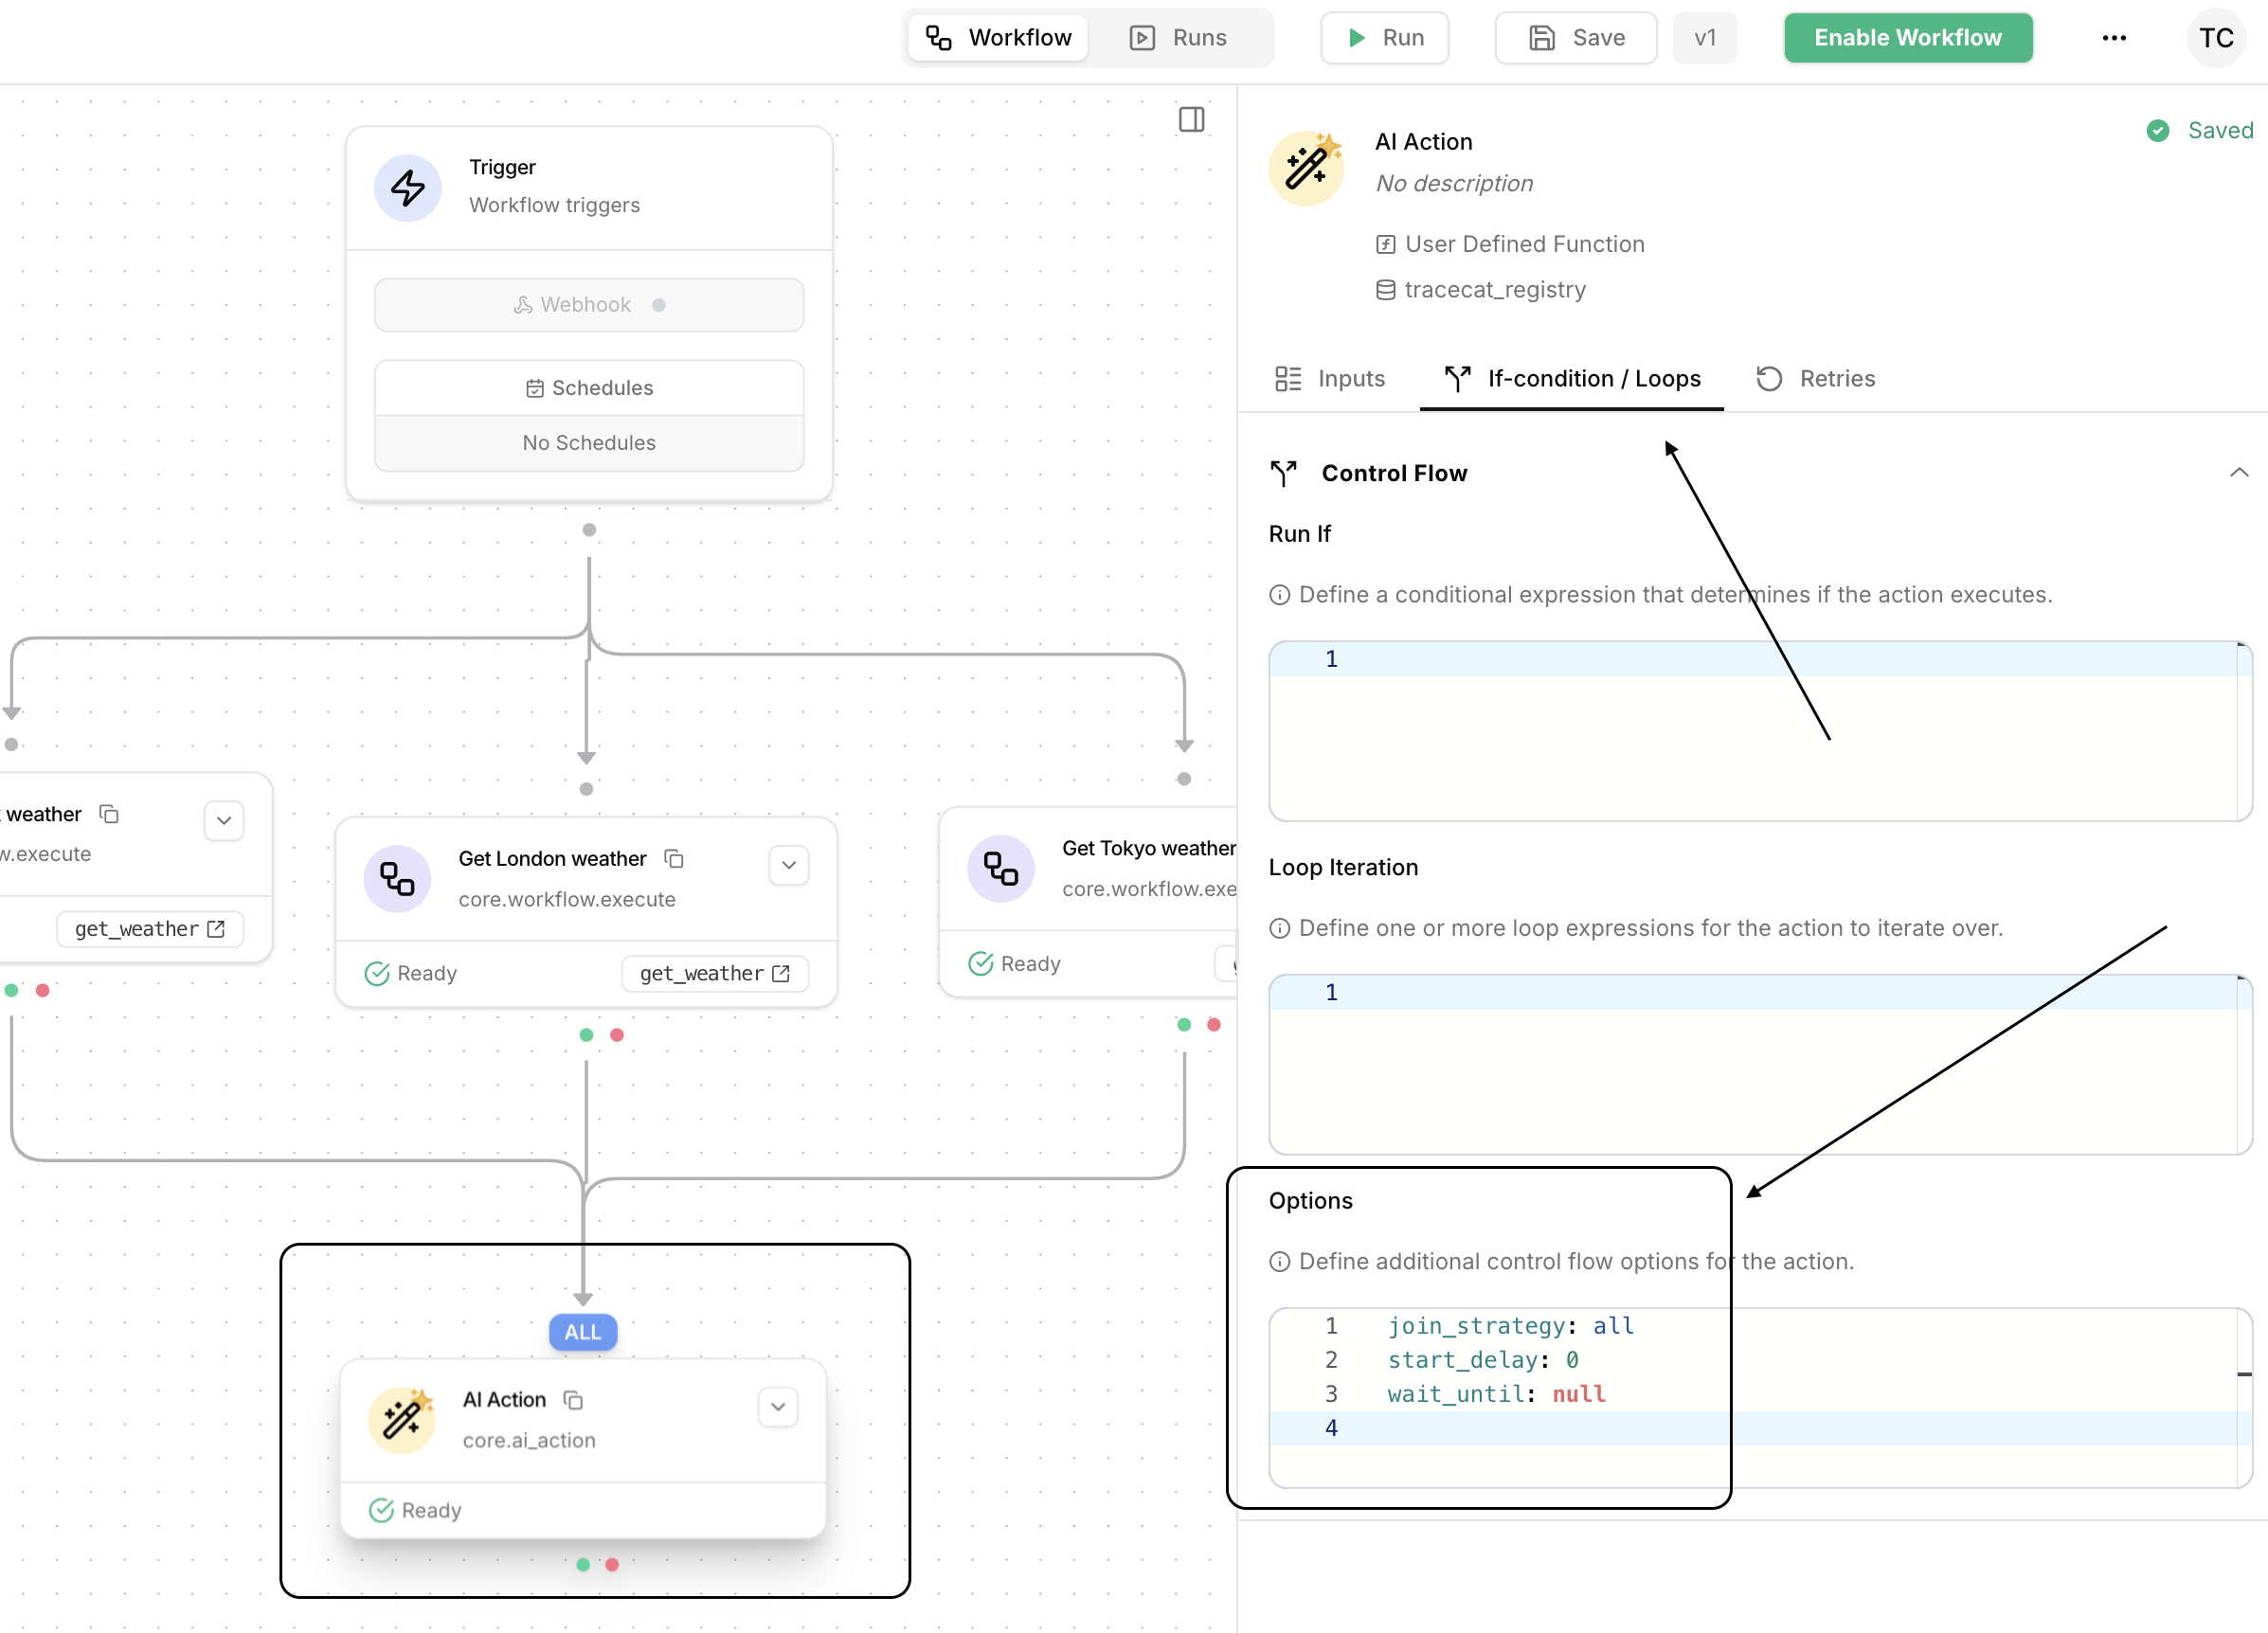 Workflow
Runs
Run
Save
v1
Enable Workflow
TC
Trigger
Workflow triggers
Webhook
Schedules
No Schedules
weather
w.execute
get_weather
Get London weather
core.workflow.execute
Ready
get_weather
Get Tokyo weather
core.workflow.exe
Ready
ALL
AI Action
core.ai_action
Ready
AI Action
No description
User Defined Function
tracecat_registry
Saved
Inputs
If-condition / Loops
Retries
Control Flow
Run If
Define a conditional expression that determines if the action executes.
1
Loop Iteration
Define one or more loop expressions for the action to iterate over.
1
Options
Define additional control flow options for the action.
1 join_strategy: all
2 start_delay: 0
3 wait_until: null
4